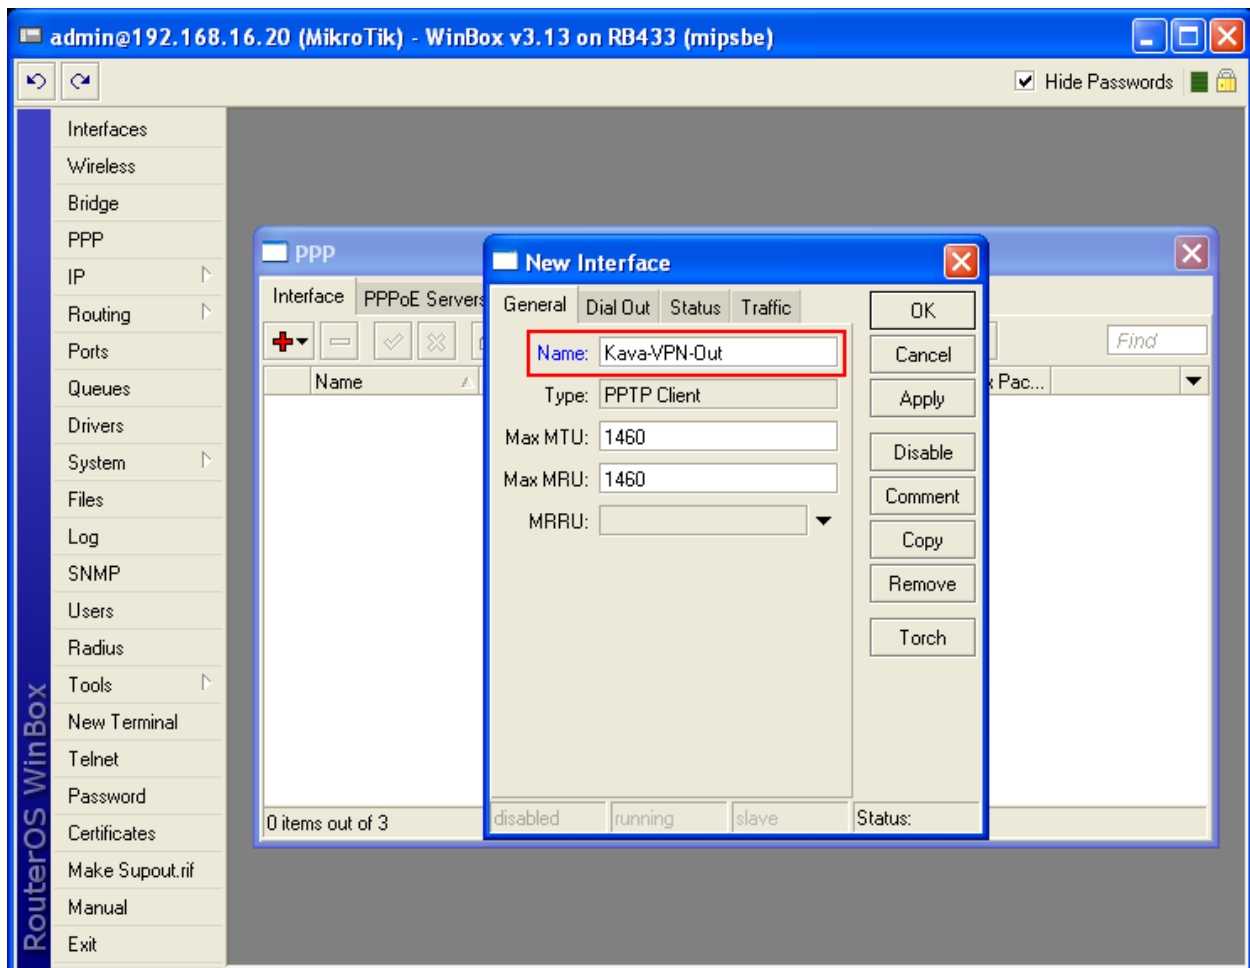 admin@192.168.16.20 (MikroTik) - WinBox v3.13 on RB433 (mipsbe)
Hide Passwords
Interfaces
Wireless
Bridge
PPP
IP
Routing
Ports
Queues
Drivers
System
Files
Log
SNMP
Users
Radius
Tools
New Terminal
Telnet
Password
Certificates
Make Supout.rif
Manual
Exit
RouterOS WinBox
PPP
Interface PPPoE Servers
Find
Name
Pac...
0 items out of 3
New Interface
General Dial Out Status Traffic
Name: Kava-VPN-Out
Type: PPTP Client
Max MTU: 1460
Max MRU: 1460
MRRU:
OK
Cancel
Apply
Disable
Comment
Copy
Remove
Torch
disabled running slave Status: